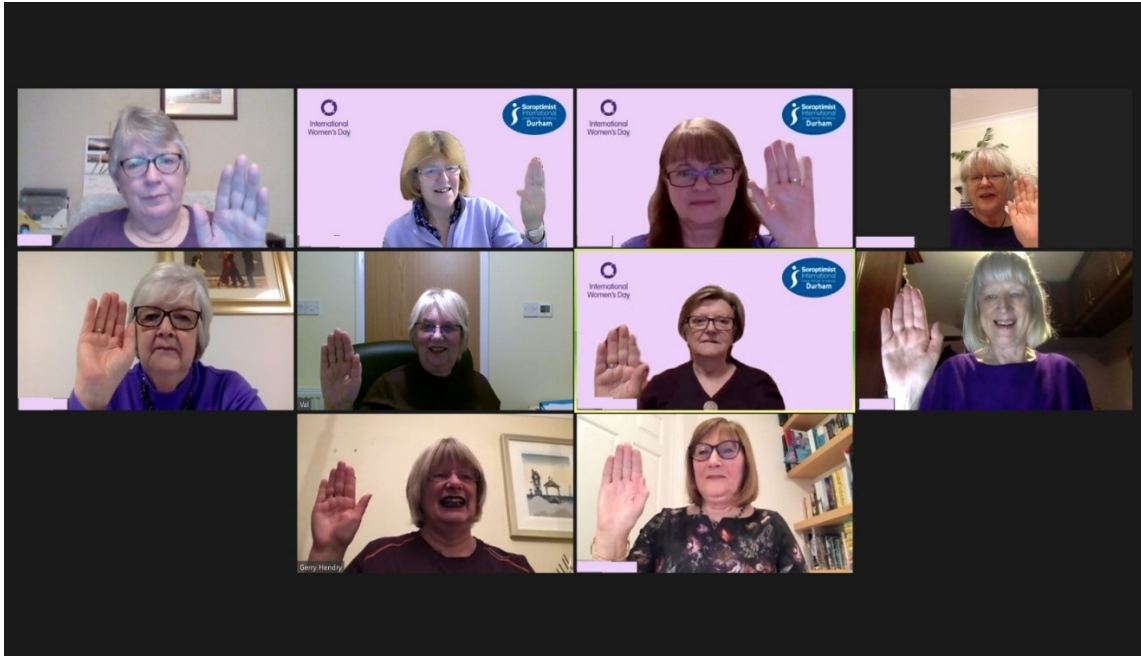 International
Women's Day
Soroptimist
International
Durham
International
Women's Day
Soroptimist
International
Durham
Val
International
Women's Day
Soroptimist
International
Durham
Gerry Hendry